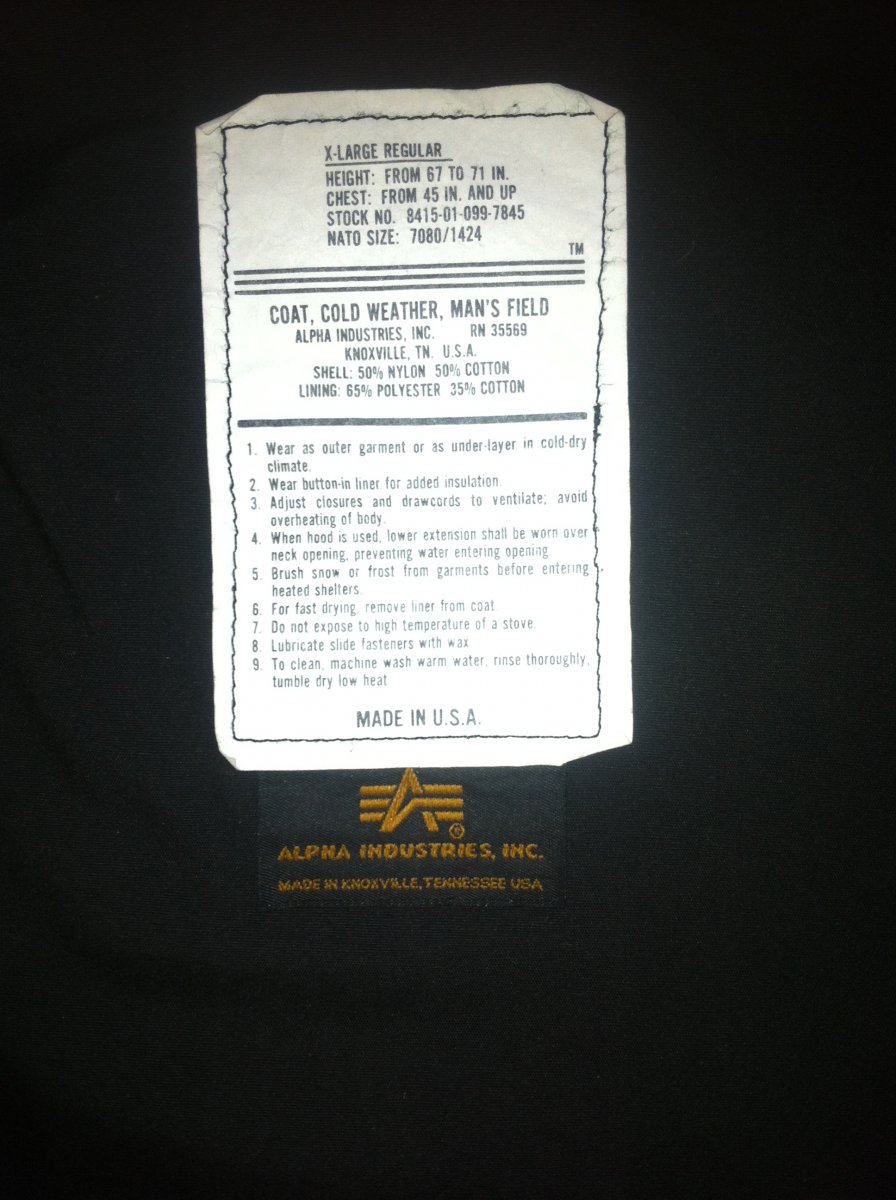 X-LARGE REGULAR
HEIGHT: FROM 67 TO 71 IN.
CHEST: FROM 45 IN. AND UP
STOCK NO. 8415-01-099-7845
NATO SIZE: 7080/1424
TM
COAT, COLD WEATHER, MAN'S FIELD
ALPHA INDUSTRIES, INC. RN 35569
KNOXVILLE, TN. U.S.A.
SHELL: 50% NYLON 50% COTTON
LINING: 65% POLYESTER 35% COTTON
1. Wear as outer garment or as under-layer in cold-dry
climate.
2. Wear button-in liner for added insulation.
3. Adjust closures and drawcords to ventilate; avoid
overheating of body.
4. When hood is used, lower extension shall be worn over
neck opening, preventing water entering opening
5. Brush snow or frost from garments before entering
heated shelters.
6. For fast drying, remove liner from coat.
7. Do not expose to high temperature of a stove.
8. Lubricate slide fasteners with wax
9. To clean, machine wash warm water, rinse thoroughly,
tumble dry low heat
MADE IN U.S.A.
®
ALPHA INDUSTRIES, INC.
MADE IN KNOXVILLE, TENNESSEE USA